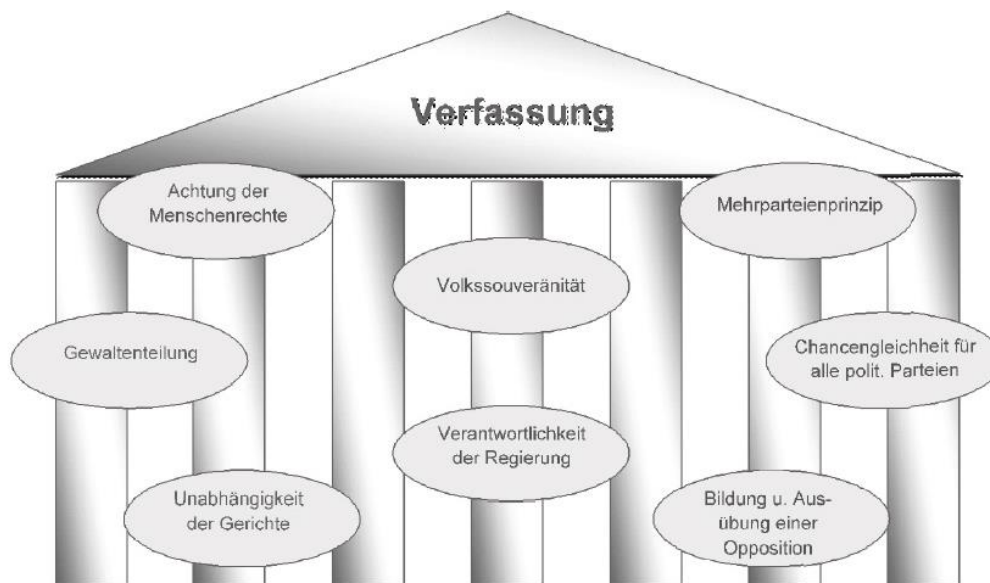 Verfassung
Achtung der
Menschenrechte
Mehrparteienprinzip
Volkssouveränität
Gewaltenteilung
Chancengleichheit für
alle polit. Parteien
Verantwortlichkeit
der Regierung
Unabhängigkeit
der Gerichte
Bildung u. Aus-
übung einer
Opposition